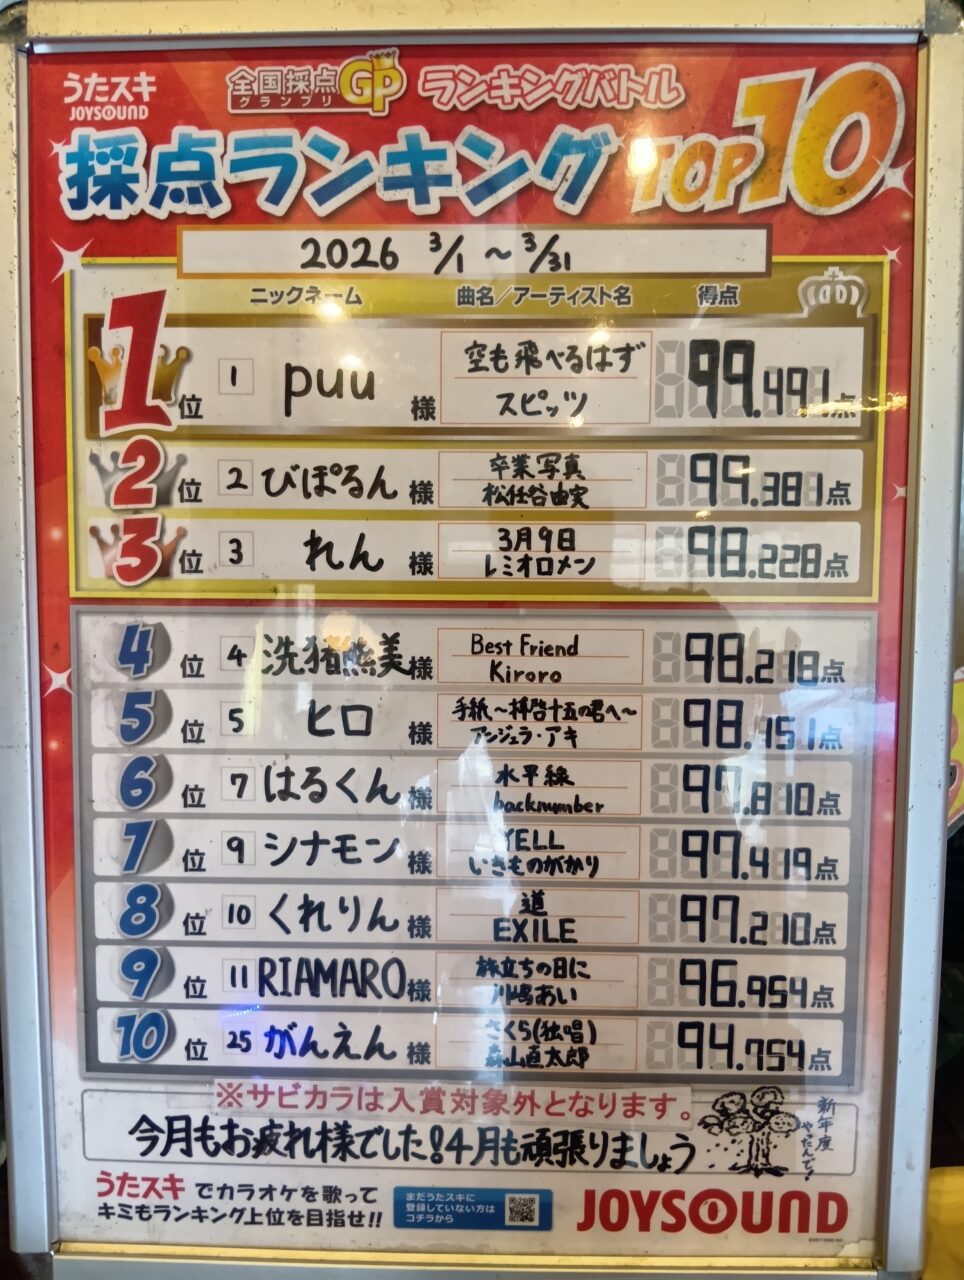 うたスキ
JOYSOUND
全国採点
グランプリ
GP
ランキングバトル
採点ランキング TOP10
2026 3/1 ~ 3/31
ニックネーム 曲名/アーティスト名 得点
1位 1 puu 様 空も飛べるはず スピッツ 99.491点
2位 2 びぽるん 様 卒業写真 松任谷由実 99.381点
3位 3 れん 様 3月9日 レミオロメン 98.228点
4位 4 洗猪熊美 様 Best Friend Kiroro 98.218点
5位 5 ヒロ 様 手紙~拝啓十五の君へ~ アンジェラ・アキ 98.151点
6位 7 はるくん 様 水平線 backnumber 97.810点
7位 9 シナモン 様 YELL いきものがかり 97.419点
8位 10 くれりん 様 道 EXILE 97.210点
9位 11 RIAMARO 様 旅立ちの日に 川嶋あい 96.954点
10位 25 がんえん 様 さくら(独唱) 森山直太郎 94.754点
※サビカラは入賞対象外となります。
今月もお疲れ様でした!4月も頑張りましょう
新年度
やったんで!
うたスキでカラオケを歌って
キミもランキング上位を目指せ!!
まだうたスキに
登録していない方は
コチラから
JOYSOUND